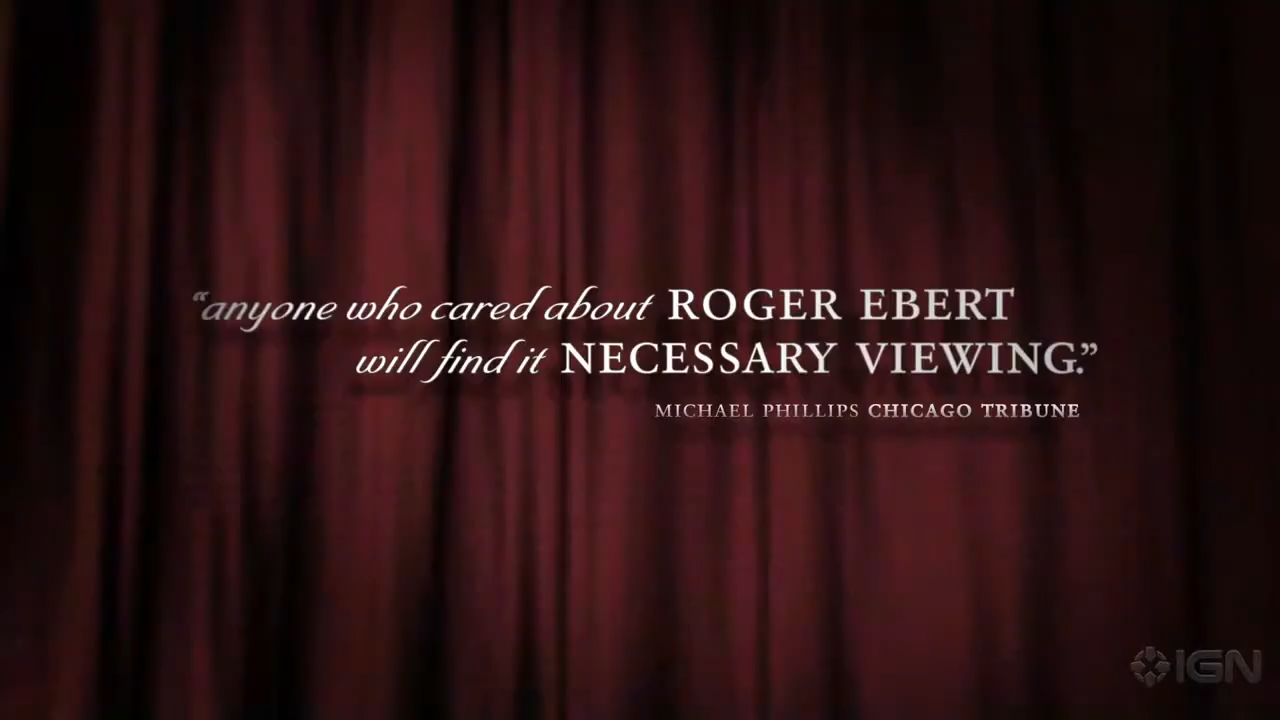 “anyone who cared about ROGER EBERT
will find it NECESSARY VIEWING.”
MICHAEL PHILLIPS CHICAGO TRIBUNE
IGN